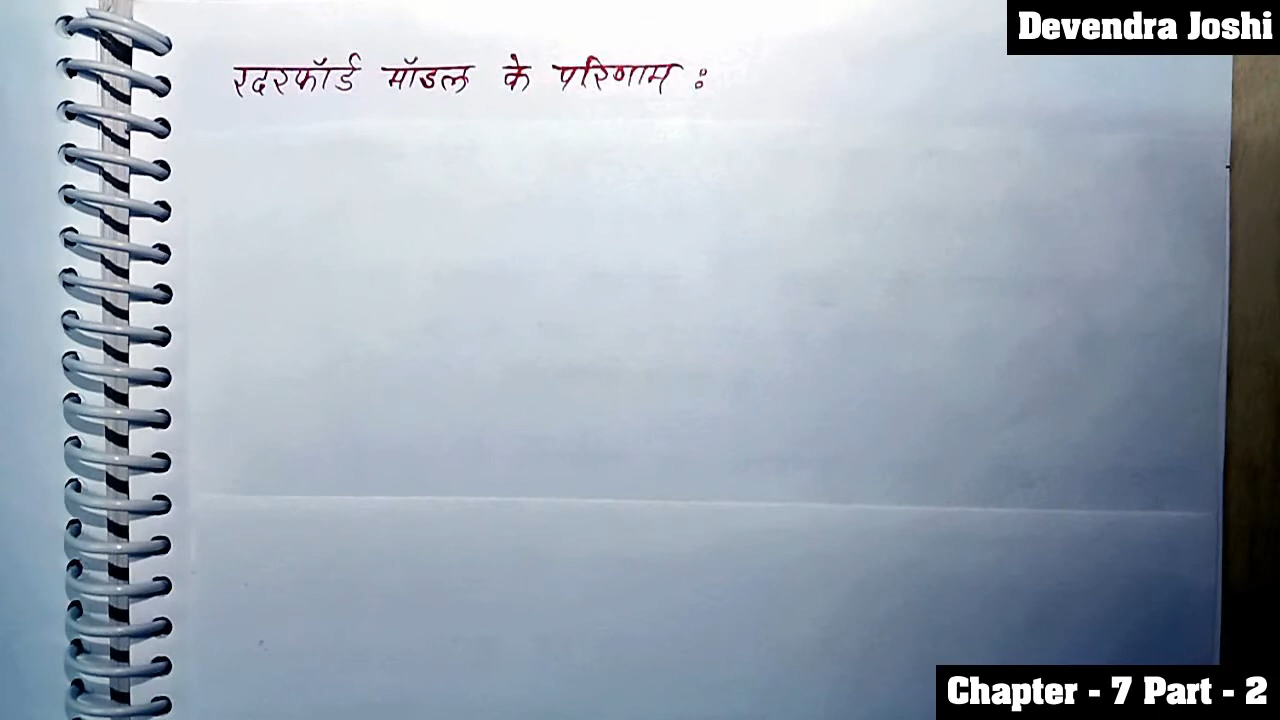 Devendra Joshi
रदरफॉर्ड मॉडल के परिणाम :
Chapter - 7 Part - 2